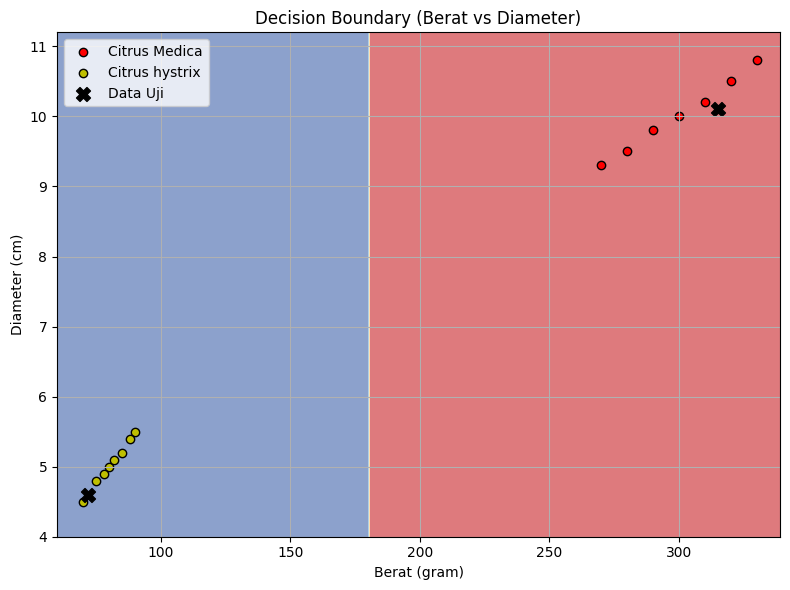 Decision Boundary (Berat vs Diameter)
Citrus Medica
Citrus hystrix
Data Uji
11
10
9
8
7
6
5
4
Diameter (cm)
100 150 200 250 300
Berat (gram)